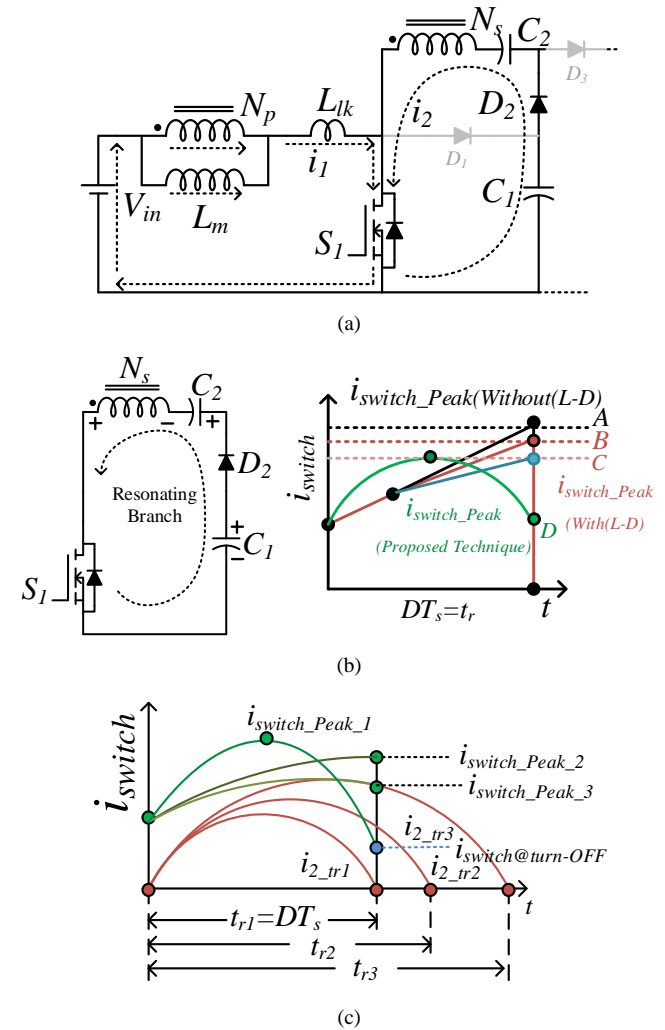 N_s C_2
D_3
N_p L_lk i_2 D_2
i_1 D_1
V_in L_m C_1
S_1
(a)
N_s C_2
+ − +
D_2
Resonating
Branch
+
C_1
−
S_1
i_switch_Peak(Without(L-D)
A
B
C
i_switch
i_switch_Peak
(Proposed Technique)
i_switch_Peak
(With(L-D)
D
DT_s=t_r t
(b)
i_switch_Peak_1
i_switch
i_switch_Peak_2
i_switch_Peak_3
i_2_tr3
i_switch@turn-OFF
i_2_tr1 i_2_tr2
t
t_r1=DT_s
t_r2
t_r3
(c)